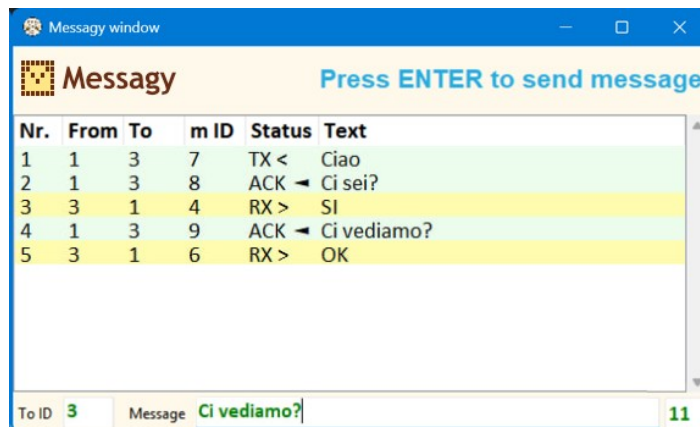 Messagy window
Messagy Press ENTER to send message
Nr. From To m ID Status Text
1 1 3 7 TX < Ciao
2 1 3 8 ACK ◄ Ci sei?
3 3 1 4 RX > SI
4 1 3 9 ACK ◄ Ci vediamo?
5 3 1 6 RX > OK
To ID 3 Message Ci vediamo? 11